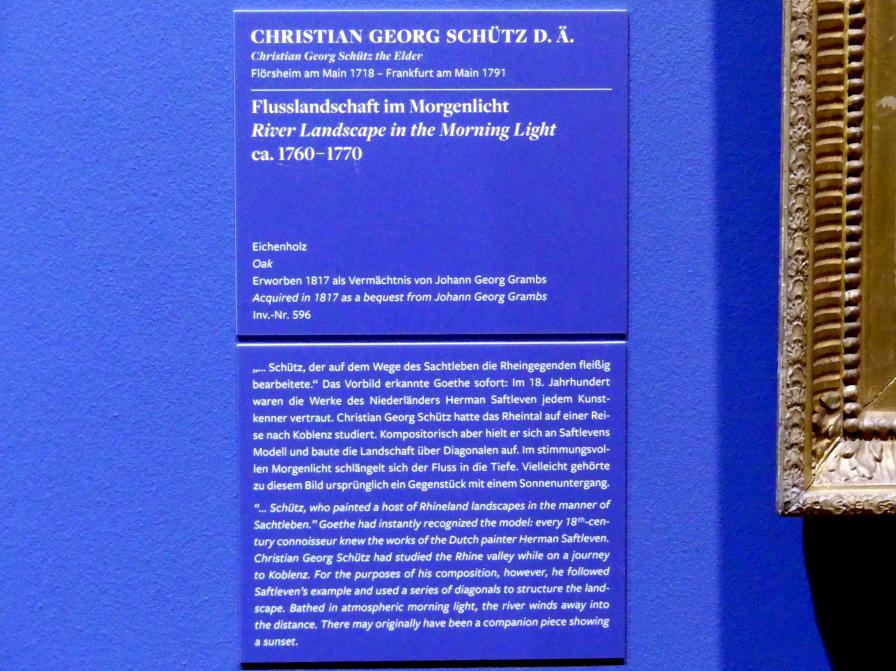 CHRISTIAN GEORG SCHÜTZ D. Ä.
Christian Georg Schütz the Elder
Flörsheim am Main 1718 – Frankfurt am Main 1791
Flusslandschaft im Morgenlicht
River Landscape in the Morning Light
ca. 1760–1770
Eichenholz
Oak
Erworben 1817 als Vermächtnis von Johann Georg Grambs
Acquired in 1817 as a bequest from Johann Georg Grambs
Inv.-Nr. 596
„… Schütz, der auf dem Wege des Sachtleben die Rheingegenden fleißig
bearbeitete.“ Das Vorbild erkannte Goethe sofort: Im 18. Jahrhundert
waren die Werke des Niederländers Herman Saftleven jedem Kunst-
kenner vertraut. Christian Georg Schütz hatte das Rheintal auf einer Rei-
se nach Koblenz studiert. Kompositorisch aber hielt er sich an Saftlevens
Modell und baute die Landschaft über Diagonalen auf. Im stimmungsvol-
len Morgenlicht schlängelt sich der Fluss in die Tiefe. Vielleicht gehörte
zu diesem Bild ursprünglich ein Gegenstück mit einem Sonnenuntergang.
“… Schütz, who painted a host of Rhineland landscapes in the manner of
Sachtleben.” Goethe had instantly recognized the model: every 18th-cen-
tury connoisseur knew the works of the Dutch painter Herman Saftleven.
Christian Georg Schütz had studied the Rhine valley while on a journey
to Koblenz. For the purposes of his composition, however, he followed
Saftleven’s example and used a series of diagonals to structure the land-
scape. Bathed in atmospheric morning light, the river winds away into
the distance. There may originally have been a companion piece showing
a sunset.